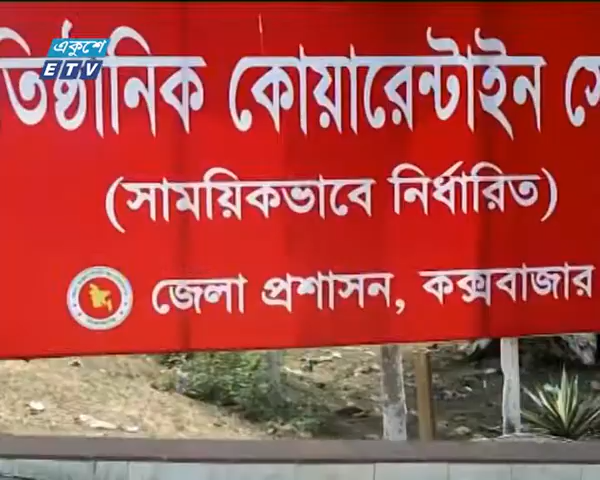 একুশে
ETV
তিষ্ঠানিক কোয়ারেন্টাইন সে
(সাময়িকভাবে নির্ধারিত)
জেলা প্রশাসন, কক্সবাজার